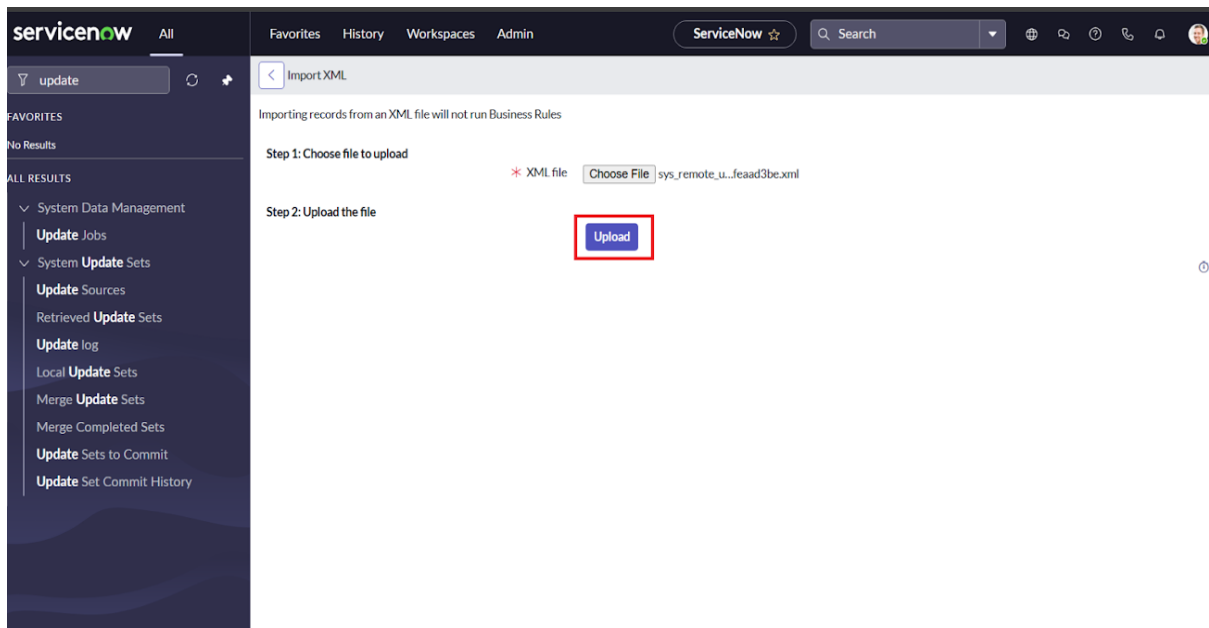 servicenow
All
Favorites History Workspaces Admin
ServiceNow
Search
update
FAVORITES
No Results
ALL RESULTS
System Data Management
Update Jobs
System Update Sets
Update Sources
Retrieved Update Sets
Update log
Local Update Sets
Merge Update Sets
Merge Completed Sets
Update Sets to Commit
Update Set Commit History
Import XML
Importing records from an XML file will not run Business Rules
Step 1: Choose file to upload
XML file Choose File sys_remote_u...feaad3be.xml
Step 2: Upload the file
Upload